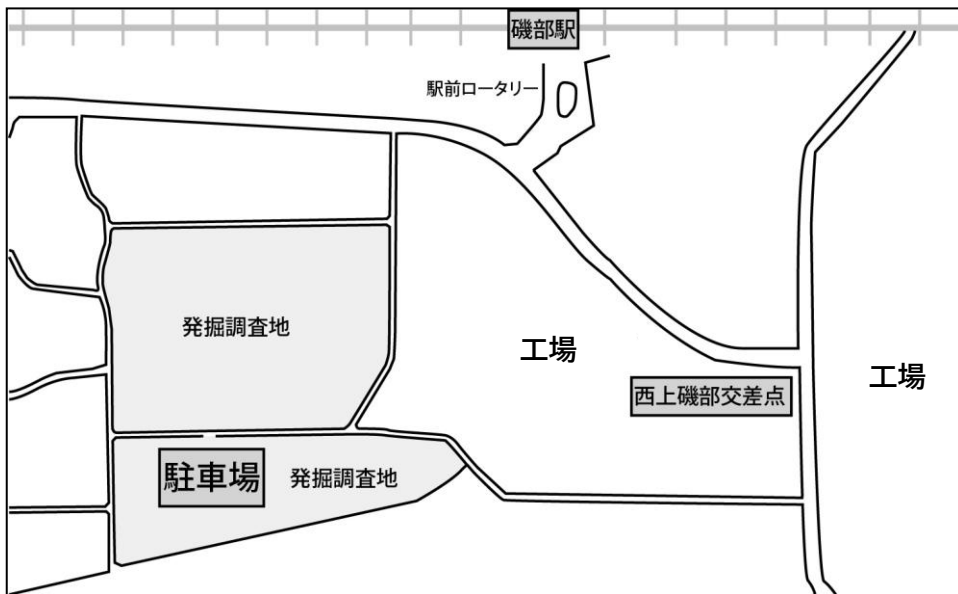 磯部駅
駅前ロータリー
発掘調査地
工場
工場
西上磯部交差点
駐車場
発掘調査地